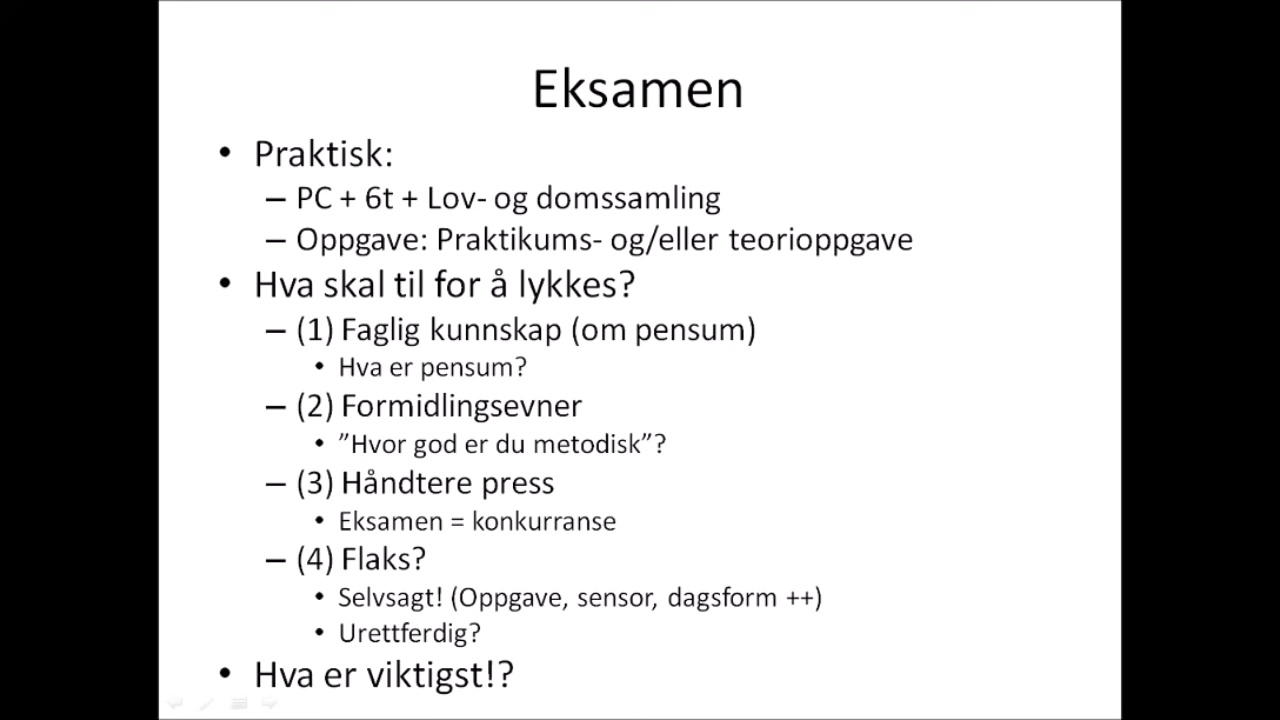 Eksamen
• Praktisk:
– PC + 6t + Lov- og domssamling
– Oppgave: Praktikums- og/eller teorioppgave
• Hva skal til for å lykkes?
– (1) Faglig kunnskap (om pensum)
• Hva er pensum?
– (2) Formidlingsevner
• ”Hvor god er du metodisk”?
– (3) Håndtere press
• Eksamen = konkurranse
– (4) Flaks?
• Selvsagt! (Oppgave, sensor, dagsform ++)
• Urettferdig?
• Hva er viktigst!?